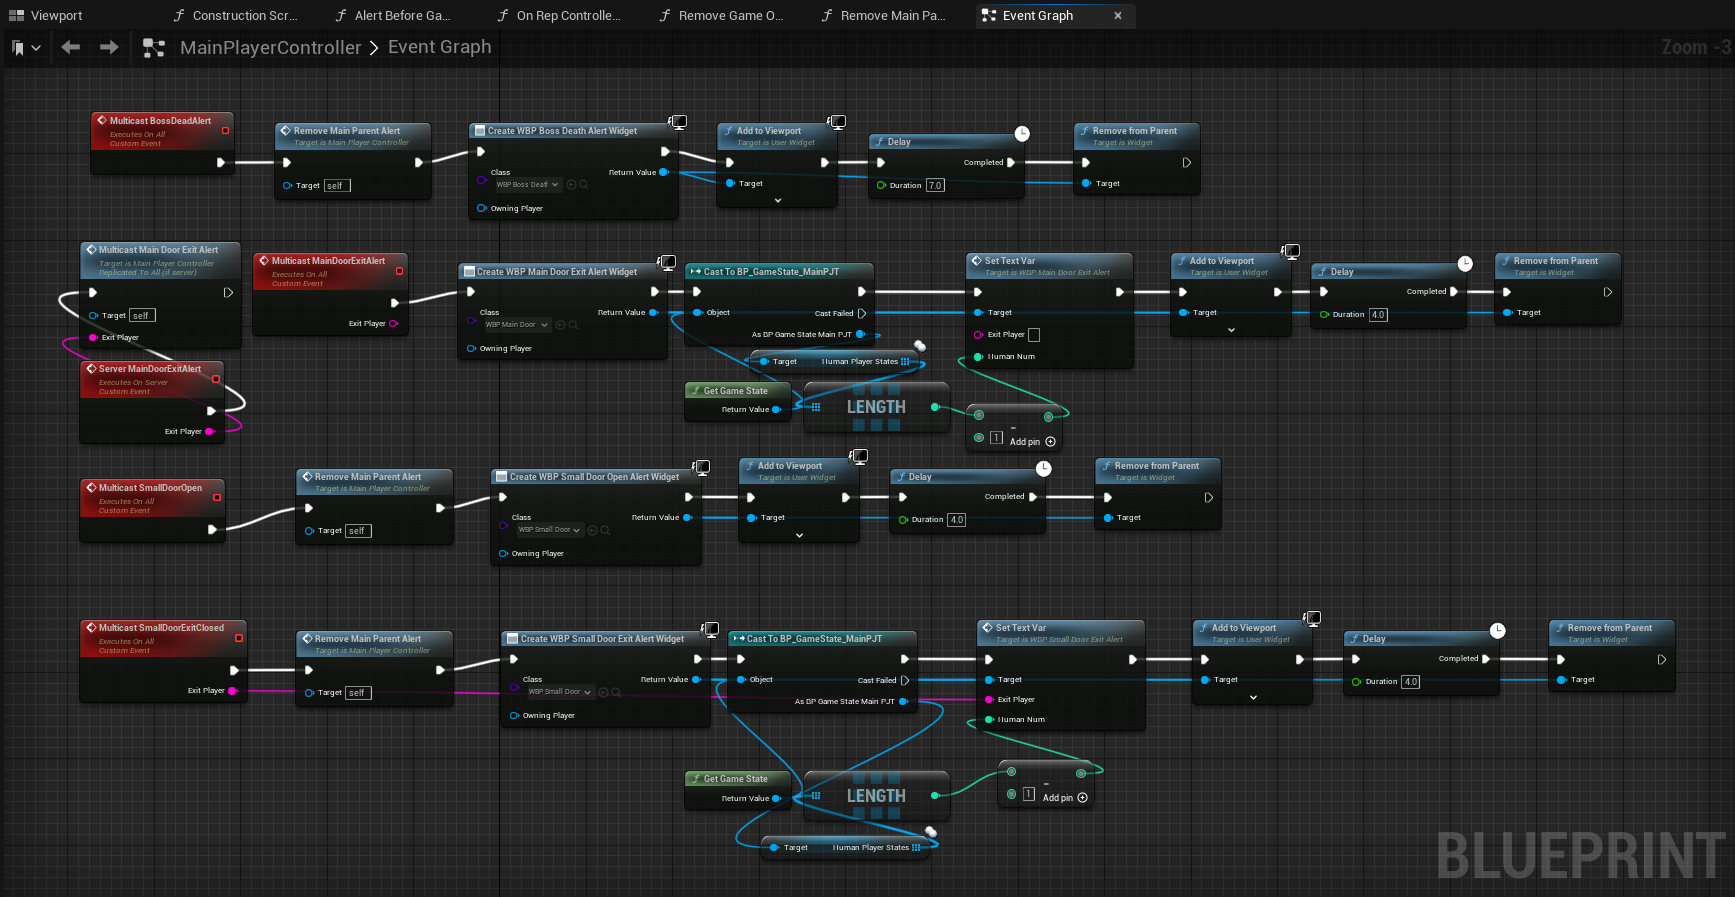 Viewport
Construction Scr...
Alert Before Ga...
On Rep Controlle...
Remove Game O...
Remove Main Pa...
Event Graph
MainPlayerController > Event Graph
Zoom -3
Multicast BossDeadAlert
Executes On All
Custom Event
Remove Main Parent Alert
Target is Main Player Controller
Target self
Create WBP Boss Death Alert Widget
Class
WBP Boss Deat
Return Value
Owning Player
Add to Viewport
Target is User Widget
Target
Delay
Completed
Duration 7.0
Remove from Parent
Target is Widget
Target
Multicast Main Door Exit Alert
Target is Main Player Controller
Replicated To All (if server)
Target self
Exit Player
Multicast MainDoorExitAlert
Executes On All
Custom Event
Exit Player
Create WBP Main Door Exit Alert Widget
Class
WBP Main Door
Return Value
Owning Player
Cast To BP_GameState_MainPJT
Object
Cast Failed
As BP Game State Main PJT
Target
Human Player States
Get Game State
Return Value
LENGTH
Set Text Var
Target is WBP Main Door Exit Alert
Target
Exit Player
Human Num
-
1
Add pin
Add to Viewport
Target is User Widget
Target
Delay
Completed
Duration 4.0
Remove from Parent
Target is Widget
Target
Server MainDoorExitAlert
Executes On Server
Custom Event
Exit Player
Multicast SmallDoorOpen
Executes On All
Custom Event
Remove Main Parent Alert
Target is Main Player Controller
Target self
Create WBP Small Door Open Alert Widget
Class
WBP Small Door
Return Value
Owning Player
Add to Viewport
Target is User Widget
Target
Delay
Completed
Duration 4.0
Remove from Parent
Target is Widget
Target
Multicast SmallDoorExitClosed
Executes On All
Custom Event
Exit Player
Remove Main Parent Alert
Target is Main Player Controller
Target self
Create WBP Small Door Exit Alert Widget
Class
WBP Small Door
Return Value
Owning Player
Cast To BP_GameState_MainPJT
Object
Cast Failed
As BP Game State Main PJT
Set Text Var
Target is WBP Small Door Exit Alert
Target
Exit Player
Human Num
Add to Viewport
Target is User Widget
Target
Delay
Completed
Duration 4.0
Remove from Parent
Target is Widget
Target
Get Game State
Return Value
LENGTH
-
1
Add pin
Target
Human Player States
BLUEPRINT